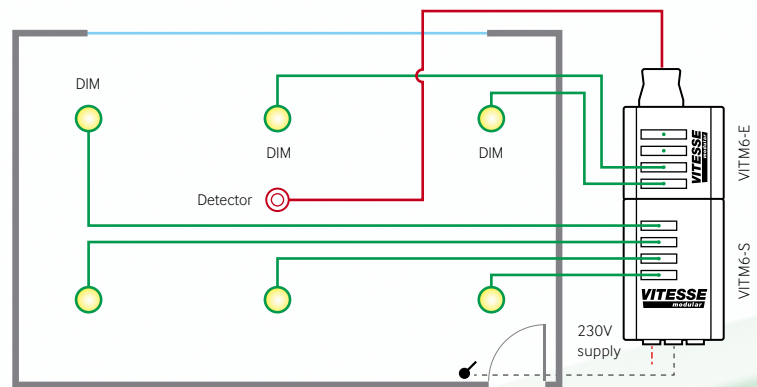 DIM
DIM
DIM
Detector
VITESSE
modular
VITM6-E
VITM6-S
VITESSE
modular
230V
supply